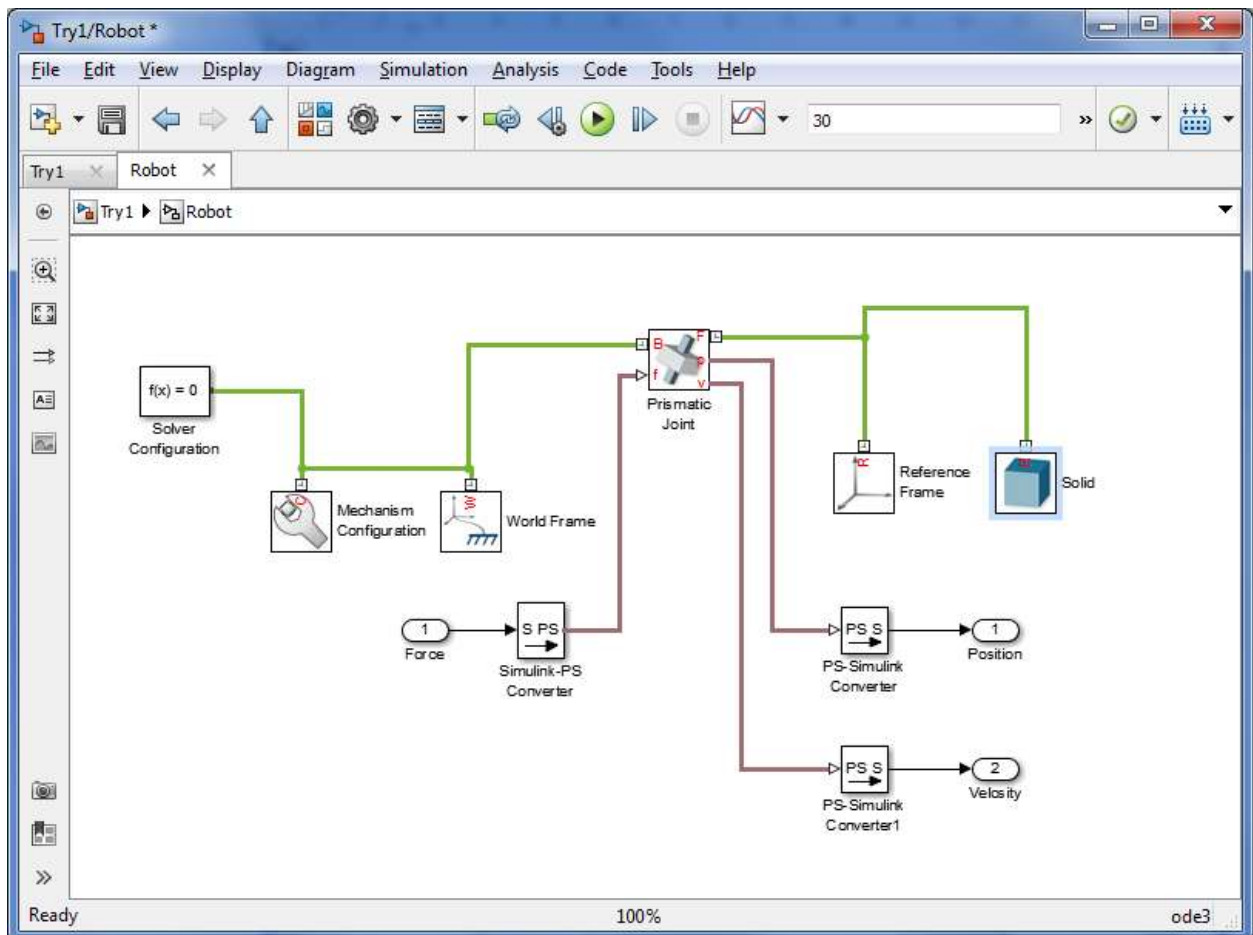 Try1/Robot *
File Edit View Display Diagram Simulation Analysis Code Tools Help
30
Try1 Robot
Try1 Robot
B F
f p
v
Prismatic
Joint
f(x) = 0
Solver
Configuration
C
Mechanism
Configuration
W
World Frame
R
Reference
Frame
R
Solid
1
Force
S PS
Simulink-PS
Converter
PS S
PS-Simulink
Converter
1
Position
PS S
PS-Simulink
Converter1
2
Velosity
Ready 100% ode3